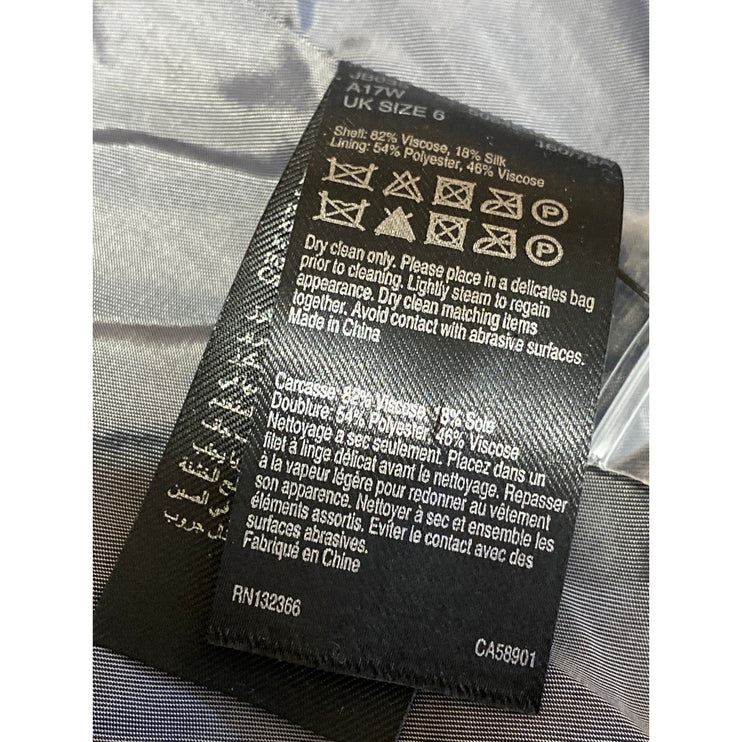 A17W
UK SIZE 6
Shell: 82% Viscose, 18% Silk
Lining: 54% Polyester, 46% Viscose
P
P
Dry clean only. Please place in a delicates bag
prior to cleaning. Lightly steam to regain
appearance. Dry clean matching items
together. Avoid contact with abrasive surfaces.
Made in China
Carcasse: 82% Viscose, 18% Soie
Doublure: 54% Polyester, 46% Viscose
Nettoyage à sec seulement. Placez dans un
filet à linge délicat avant le nettoyage. Repasser
à la vapeur légère pour redonner au vêtement
son apparence. Nettoyer à sec et ensemble les
éléments assortis. Eviter le contact avec des
surfaces abrasives.
Fabriqué en China
RN132366
CA58901